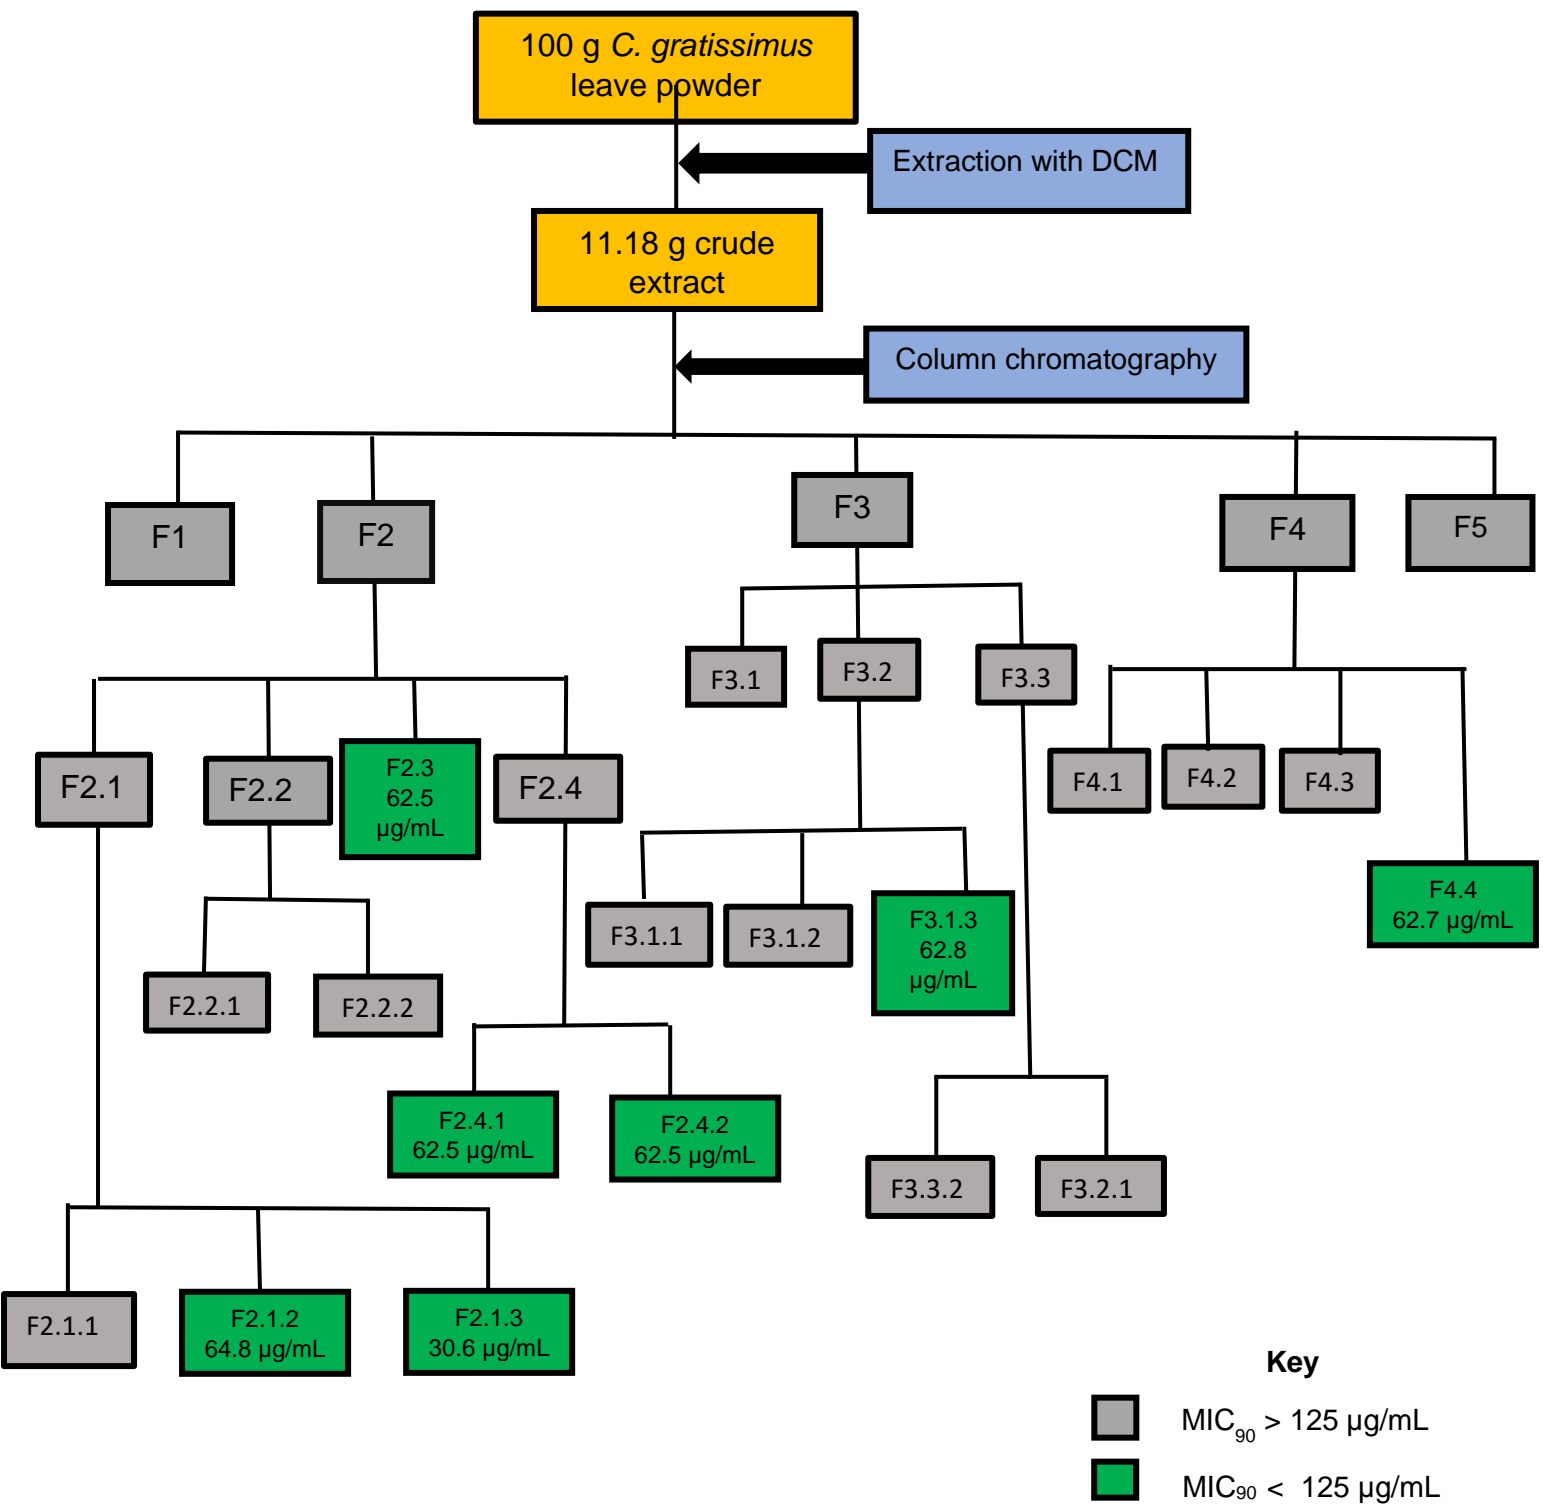 100 g C. gratissimus
leave powder
Extraction with DCM
11.18 g crude
extract
Column chromatography
F1
F2
F3
F4
F5
F3.1
F3.2
F3.3
F2.1
F2.2
F2.3
62.5
µg/mL
F2.4
F4.1
F4.2
F4.3
F4.4
62.7 µg/mL
F3.1.1
F3.1.2
F3.1.3
62.8
µg/mL
F2.2.1
F2.2.2
F2.4.1
62.5 µg/mL
F2.4.2
62.5 µg/mL
F3.3.2
F3.2.1
F2.1.1
F2.1.2
64.8 µg/mL
F2.1.3
30.6 µg/mL
Key
MIC90 > 125 µg/mL
MIC90 < 125 µg/mL